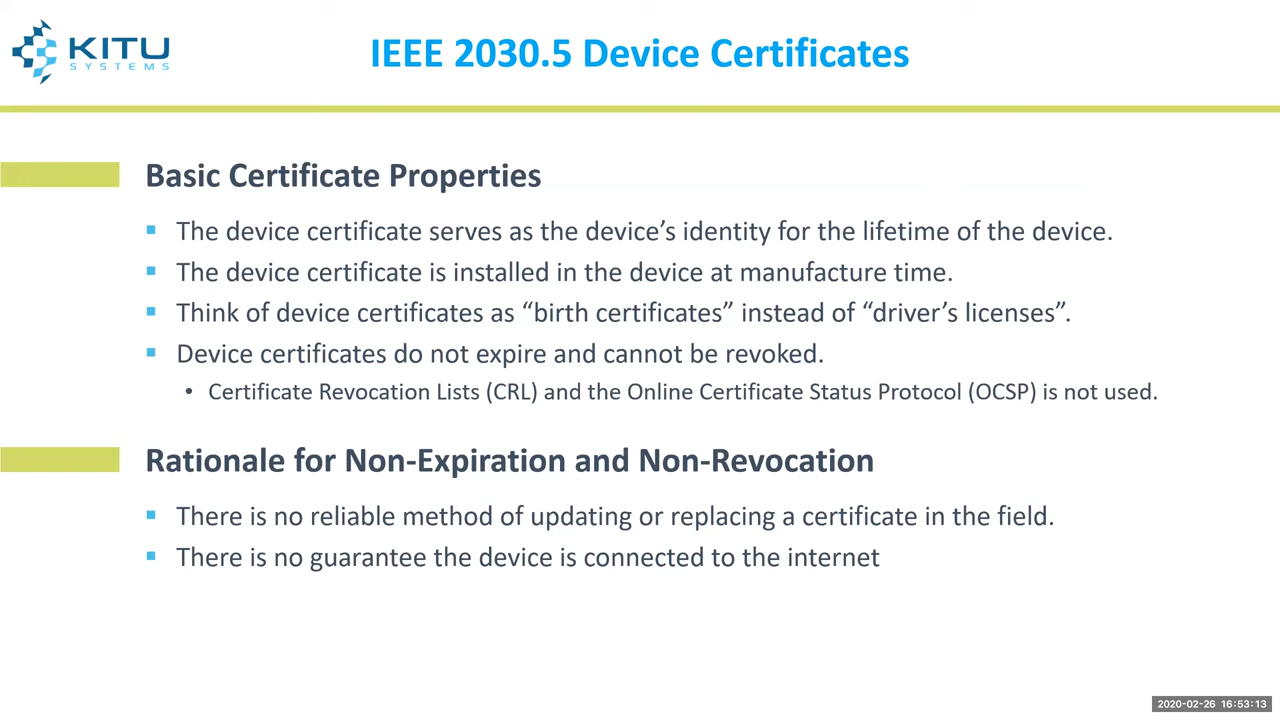 KITU
SYSTEMS
IEEE 2030.5 Device Certificates
Basic Certificate Properties
▪ The device certificate serves as the device’s identity for the lifetime of the device.
▪ The device certificate is installed in the device at manufacture time.
▪ Think of device certificates as “birth certificates” instead of “driver’s licenses”.
▪ Device certificates do not expire and cannot be revoked.
• Certificate Revocation Lists (CRL) and the Online Certificate Status Protocol (OCSP) is not used.
Rationale for Non-Expiration and Non-Revocation
▪ There is no reliable method of updating or replacing a certificate in the field.
▪ There is no guarantee the device is connected to the internet
2020-02-26 16:53:13